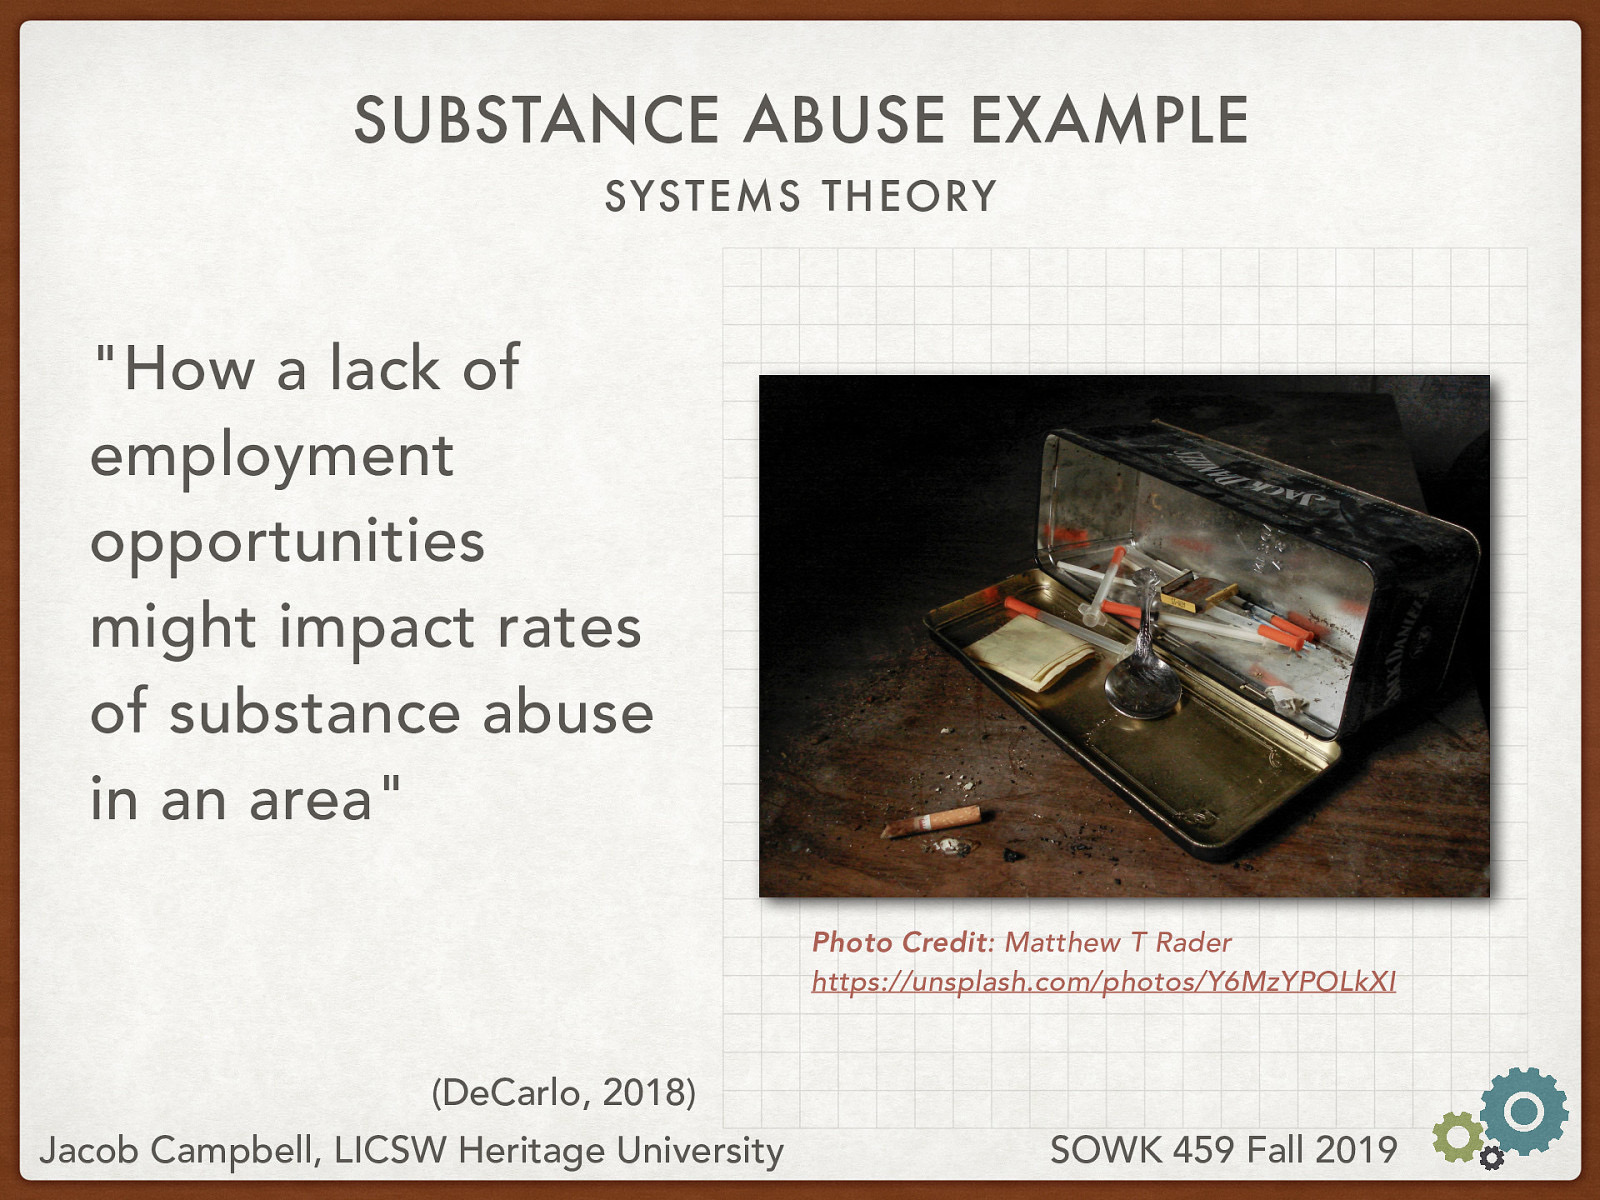 SUBSTANCE ABUSE EXAMPLE
SYSTEMS THEORY
"How a lack of
employment
opportunities
might impact rates
of substance abuse
in an area"
JACK DANIEL'S
Photo Credit: Matthew T Rader
https://unsplash.com/photos/Y6MzYPOLkXI
(DeCarlo, 2018)
Jacob Campbell, LICSW Heritage University
SOWK 459 Fall 2019